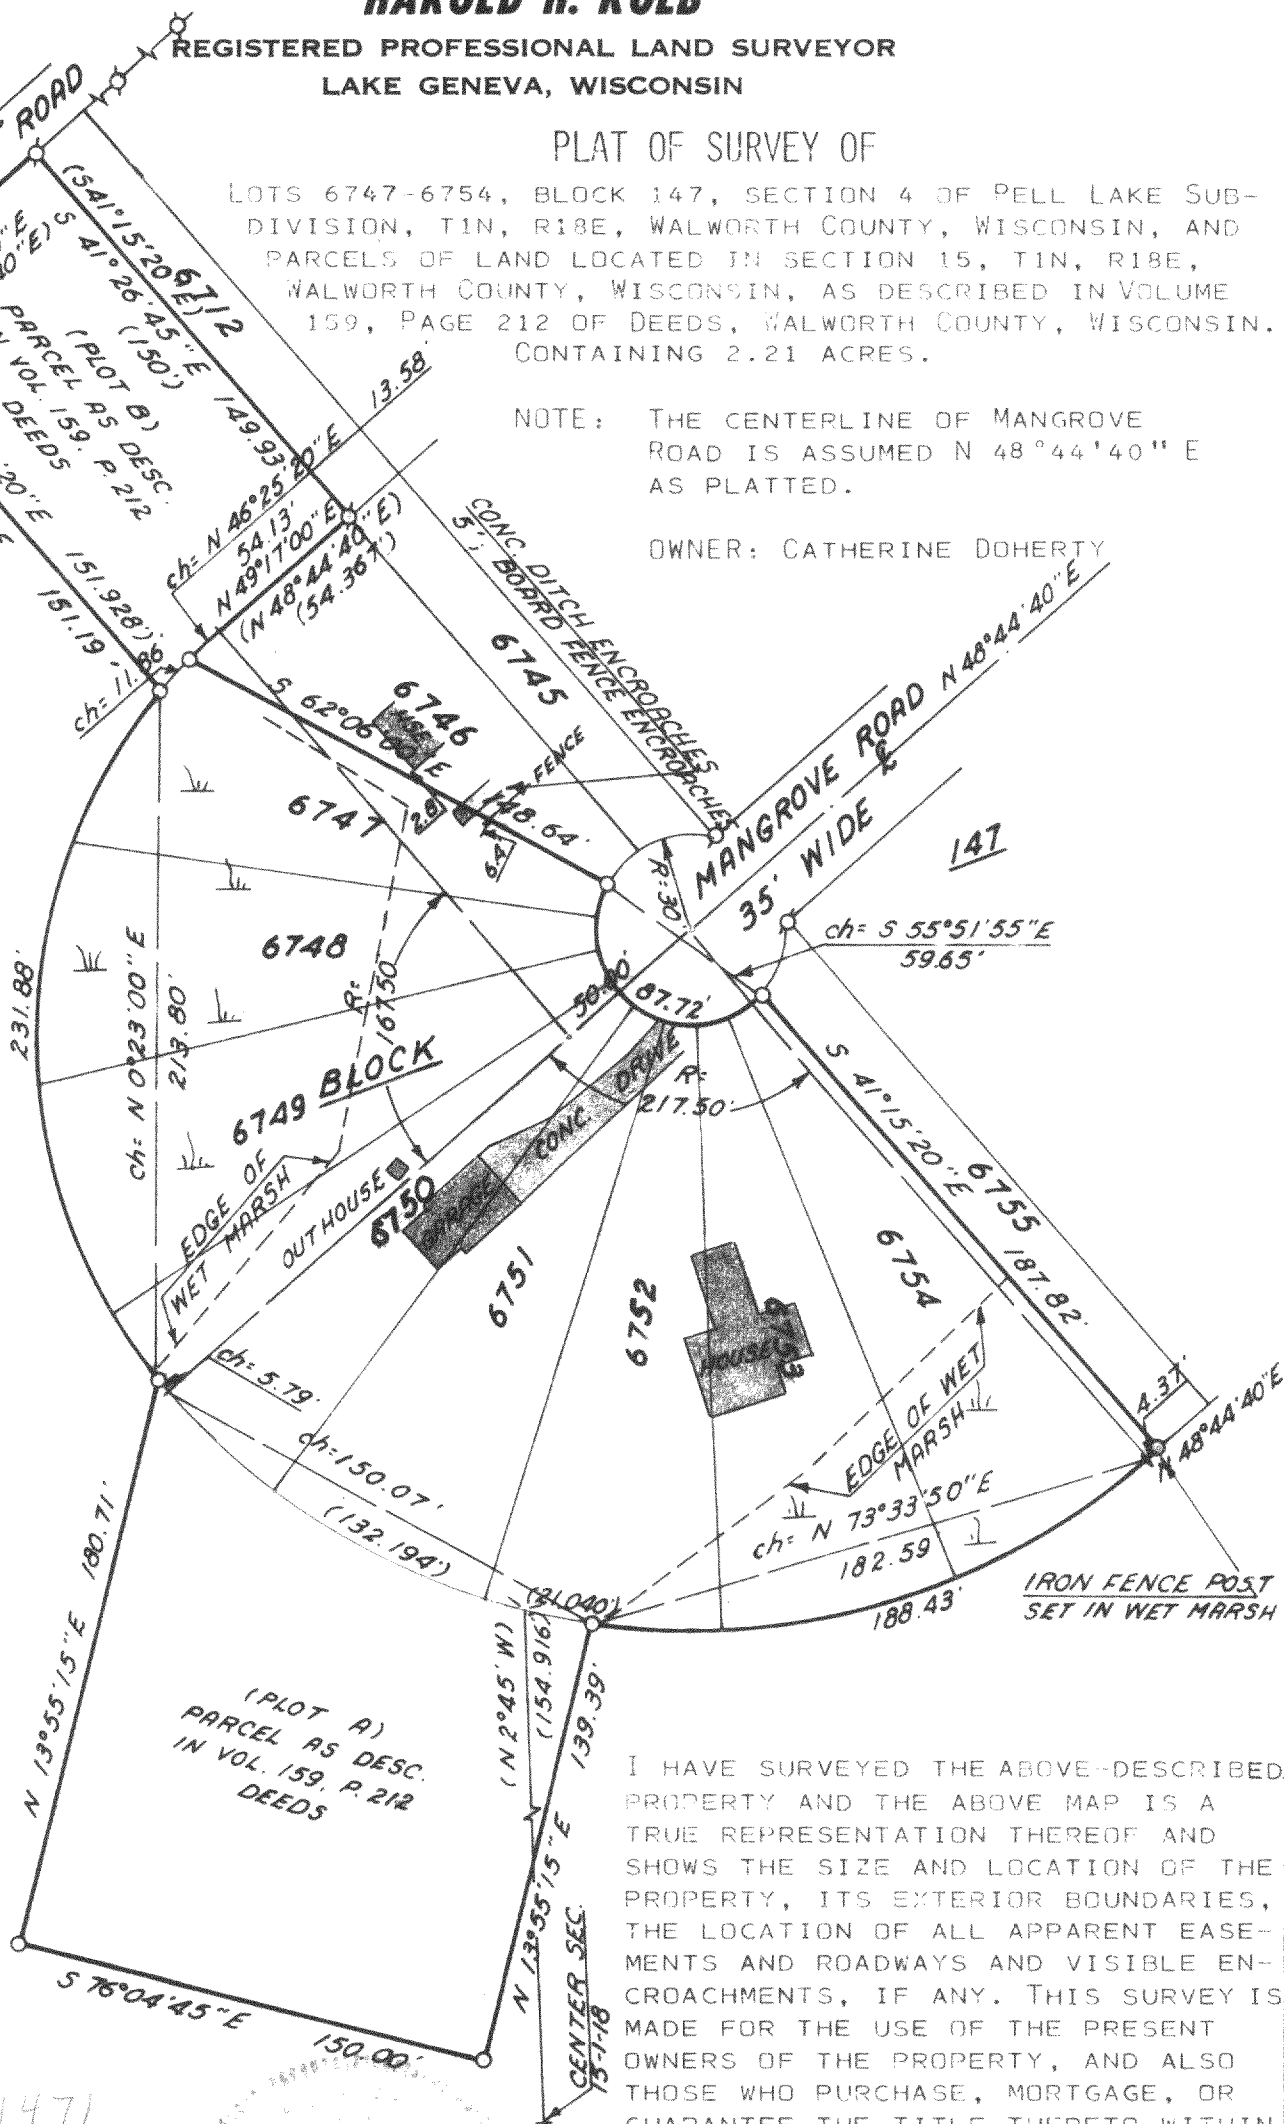 HAROLD H. KOLB
REGISTERED PROFESSIONAL LAND SURVEYOR
LAKE GENEVA, WISCONSIN
PLAT OF SURVEY OF
LOTS 6747-6754, BLOCK 147, SECTION 4 OF PELL LAKE SUB-
DIVISION, T1N, R18E, WALWORTH COUNTY, WISCONSIN, AND
PARCELS OF LAND LOCATED IN SECTION 15, T1N, R18E,
WALWORTH COUNTY, WISCONSIN, AS DESCRIBED IN VOLUME
159, PAGE 212 OF DEEDS, WALWORTH COUNTY, WISCONSIN.
CONTAINING 2.21 ACRES.
NOTE: THE CENTERLINE OF MANGROVE
ROAD IS ASSUMED N 48°44'40" E
AS PLATTED.
OWNER: CATHERINE DOHERTY
ROAD
(S41°15'20"E)
S 41°26'45"E
(150')
149.93'
6712
(PLOT B)
PARCEL AS DESC.
VOL. 159. P. 212
DEEDS
20"E
151.928')
151.19'
13.58'
ch= N 46°25'20"E
54.13'
N 49°17'00"E
(N 48°44'40"E)
(54.367')
ch= 11.86
CONC. DITCH ENCROACHES
5'; BOARD FENCE ENCROACHES
6745
6746
HSE
S 62°06'00"E
148.64'
FENCE
2.8'
6.4'
6747
MANGROVE ROAD N 48°44'40"E
℄
35' WIDE
R=30'
147
ch= S 55°51'55"E
59.65'
6748
R=
167.50'
50.00'
87.72'
231.88'
ch= N 0°23'00"E
213.80'
6749 BLOCK
CONC. DRIVE
R=
217.50'
S 41°15'20"E
187.82'
6755
EDGE OF
WET MARSH
OUTHOUSE
6750
GARAGE
6751
6752
HOUSE
6753
6754
EDGE OF WET
MARSH
4.37'
N 48°44'40"E
ch= 5.79'
ch= 150.07'
(132.194')
(21.040')
ch= N 73°33'50"E
182.59
188.43'
IRON FENCE POST
SET IN WET MARSH
180.71'
N 13°55'15"E
(N 2°45' W)
(154.916')
139.39'
N 13°55'15"E
(PLOT A)
PARCEL AS DESC.
IN VOL. 159, P. 212
DEEDS
S 76°04'45"E
150.00'
CENTER SEC.
15-1-18
I HAVE SURVEYED THE ABOVE-DESCRIBED
PROPERTY AND THE ABOVE MAP IS A
TRUE REPRESENTATION THEREOF AND
SHOWS THE SIZE AND LOCATION OF THE
PROPERTY, ITS EXTERIOR BOUNDARIES,
THE LOCATION OF ALL APPARENT EASE-
MENTS AND ROADWAYS AND VISIBLE EN-
CROACHMENTS, IF ANY. THIS SURVEY IS
MADE FOR THE USE OF THE PRESENT
OWNERS OF THE PROPERTY, AND ALSO
THOSE WHO PURCHASE, MORTGAGE, OR
GUARANTEE THE TITLE THERETO WITHIN